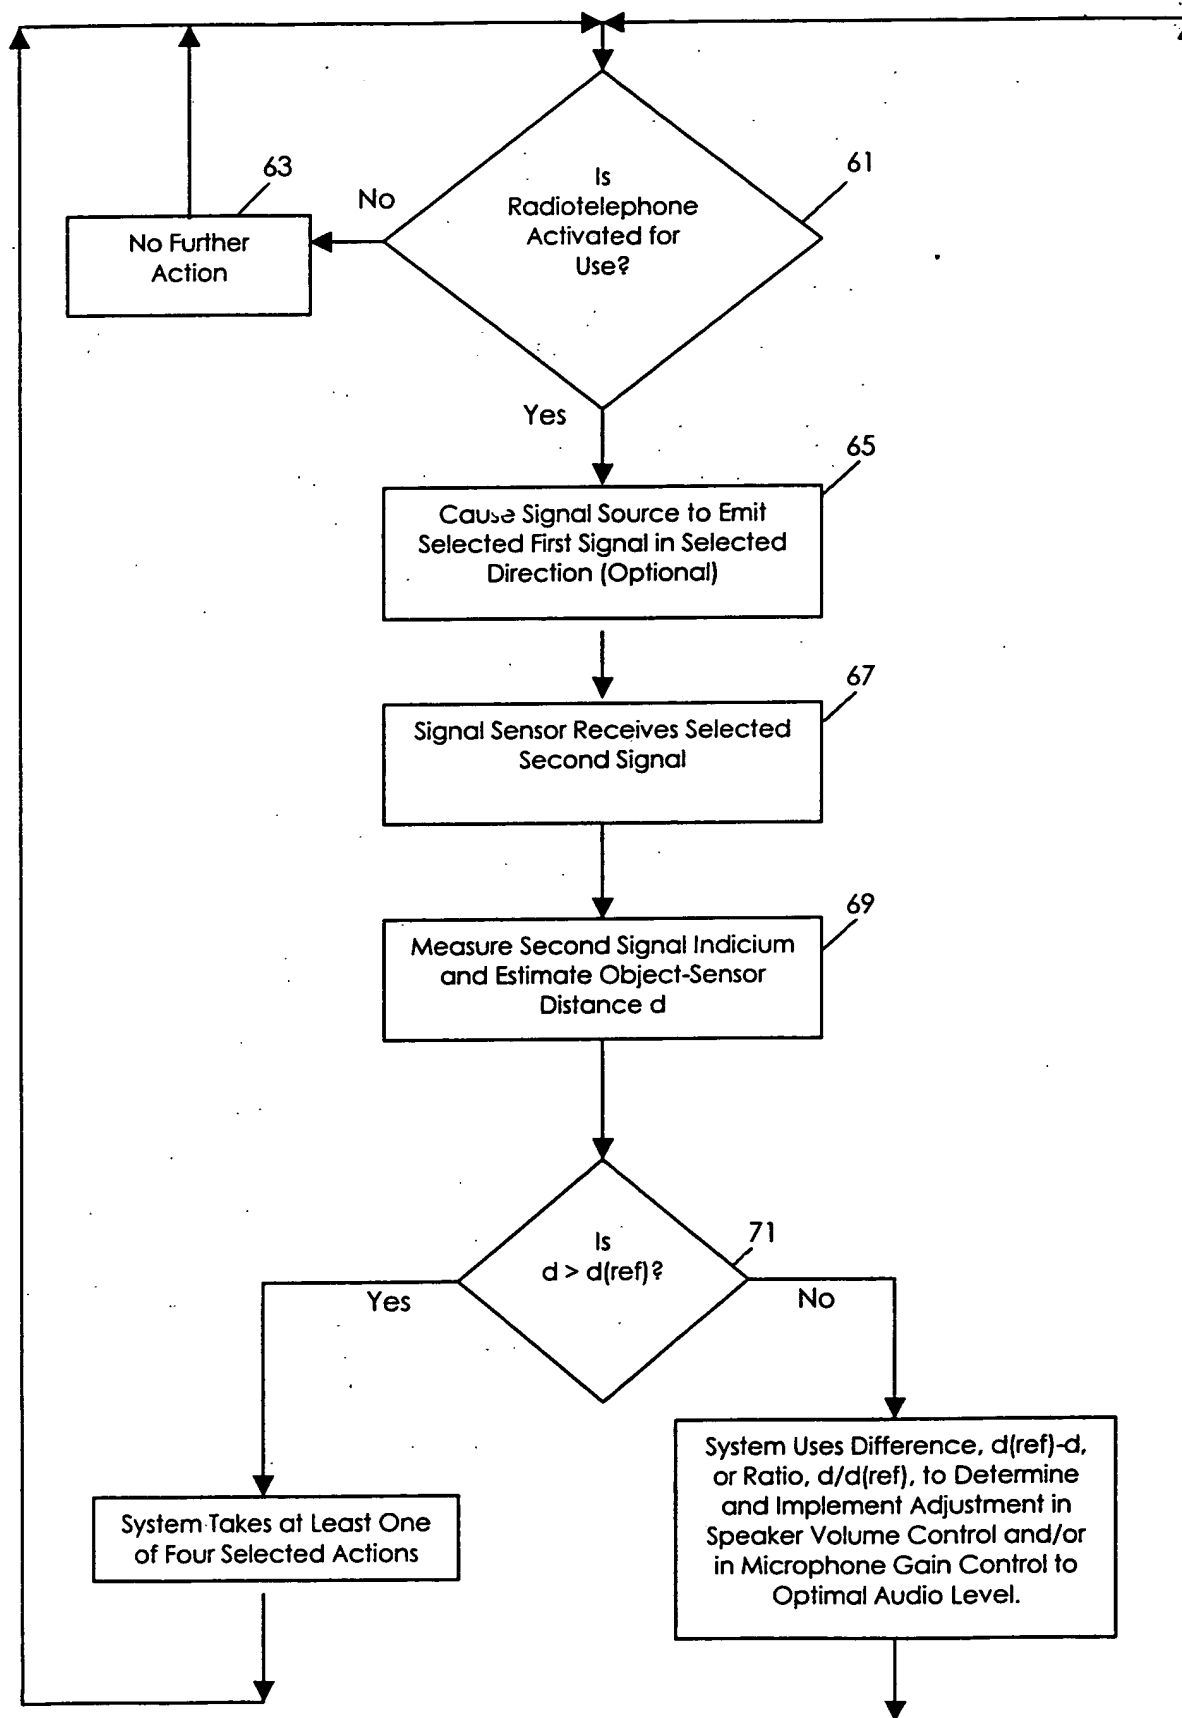 61
Is
Radiotelephone
Activated for
Use?
No
63
No Further
Action
Yes
65
Cause Signal Source to Emit
Selected First Signal in Selected
Direction (Optional)
67
Signal Sensor Receives Selected
Second Signal
69
Measure Second Signal Indicium
and Estimate Object-Sensor
Distance d
71
Is
d > d(ref)?
Yes
No
System Takes at Least One
of Four Selected Actions
System Uses Difference, d(ref)-d,
or Ratio, d/d(ref), to Determine
and Implement Adjustment in
Speaker Volume Control and/or
in Microphone Gain Control to
Optimal Audio Level.